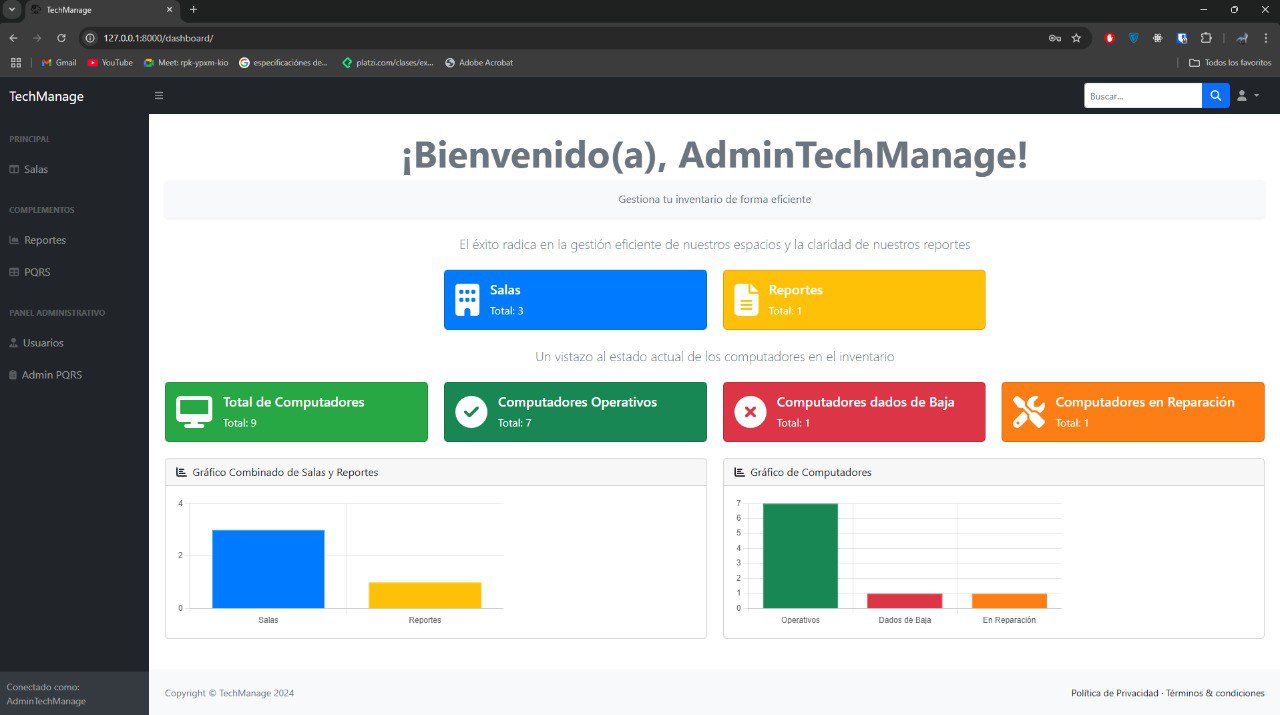 TechManage
127.0.0.1:8000/dashboard/
Gmail
YouTube
Meet: rpk-ypxm-kio
especificaciónes de...
platzi.com/clases/ex...
Adobe Acrobat
Todos los favoritos
TechManage
Buscar...
PRINCIPAL
Salas
COMPLEMENTOS
Reportes
PQRS
PANEL ADMINISTRATIVO
Usuarios
Admin PQRS
Conectado como:
AdminTechManage
¡Bienvenido(a), AdminTechManage!
Gestiona tu inventario de forma eficiente
El éxito radica en la gestión eficiente de nuestros espacios y la claridad de nuestros reportes
Salas
Total: 3
Reportes
Total: 1
Un vistazo al estado actual de los computadores en el inventario
Total de Computadores
Total: 9
Computadores Operativos
Total: 7
Computadores dados de Baja
Total: 1
Computadores en Reparación
Total: 1
Gráfico Combinado de Salas y Reportes
4
2
0
Salas
Reportes
Gráfico de Computadores
7
6
5
4
3
2
1
0
Operativos
Dados de Baja
En Reparación
Copyright © TechManage 2024
Política de Privacidad · Términos & condiciones